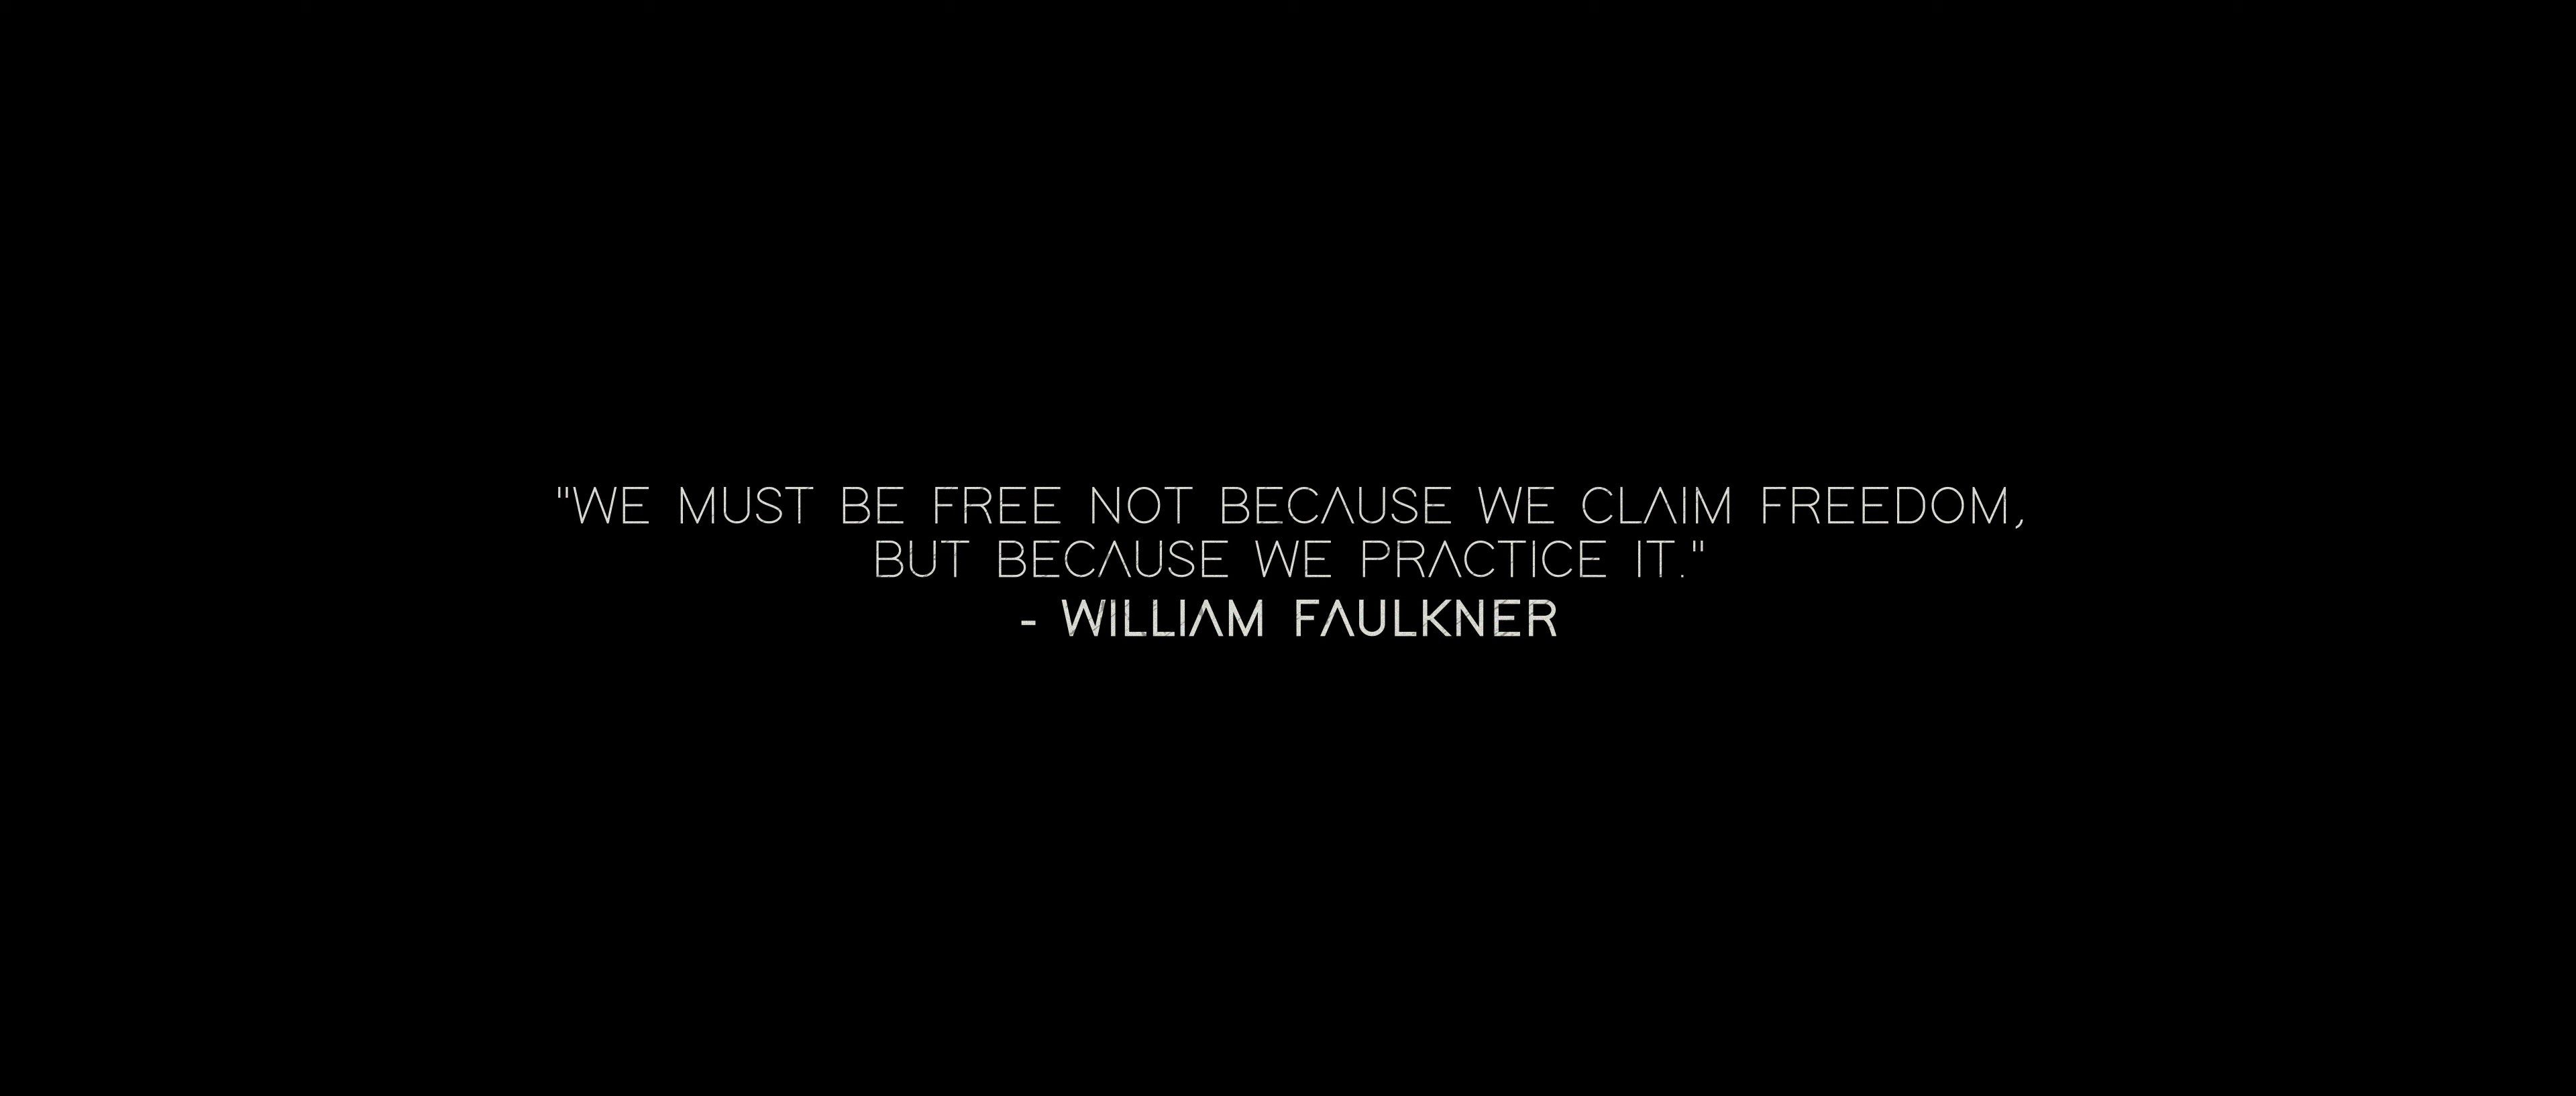 "WE MUST BE FREE NOT BECAUSE WE CLAIM FREEDOM,
BUT BECAUSE WE PRACTICE IT."
- WILLIAM FAULKNER